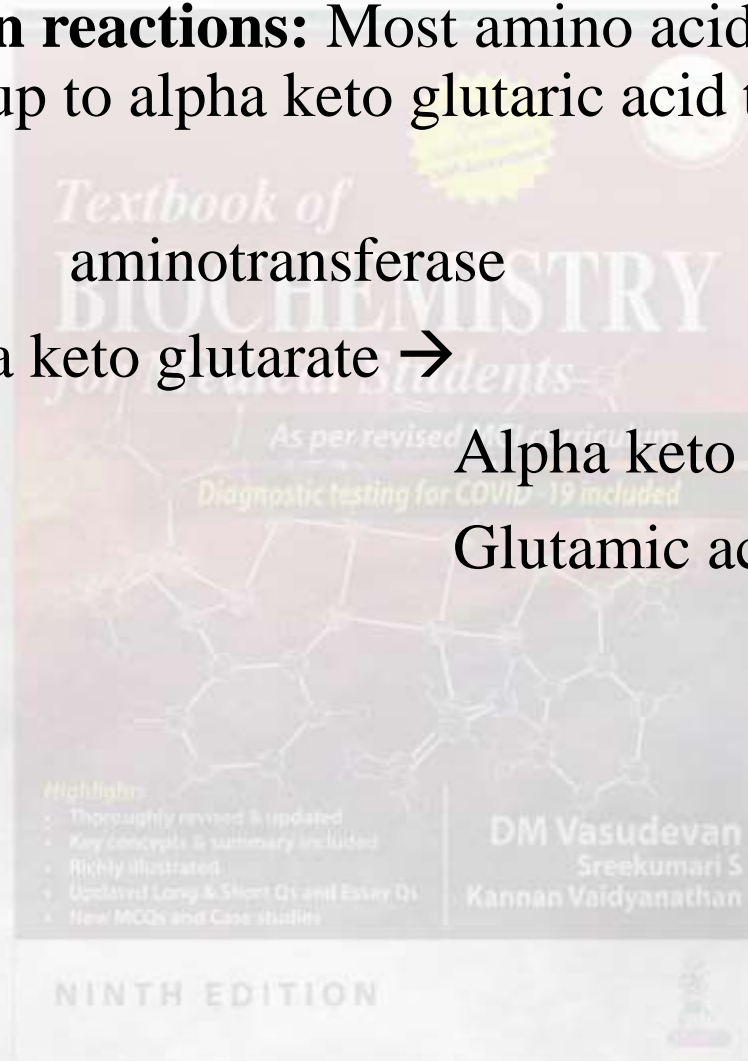 n reactions: Most amino acid
up to alpha keto glutaric acid t
Textbook of
aminotransferase
BIOCHEMISTRY
a keto glutarate →
for Medical Students
As per revised MCI curriculum
Alpha keto
Diagnostic testing for COVID-19 included
Glutamic ac
Highlights
• Thoroughly revised & updated
• Key concepts & summary included
• Richly illustrated
• Updated Long & Short Qs and Essay Qs
• New MCQs and Case studies
DM Vasudevan
Sreekumari S
Kannan Vaidyanathan
NINTH EDITION